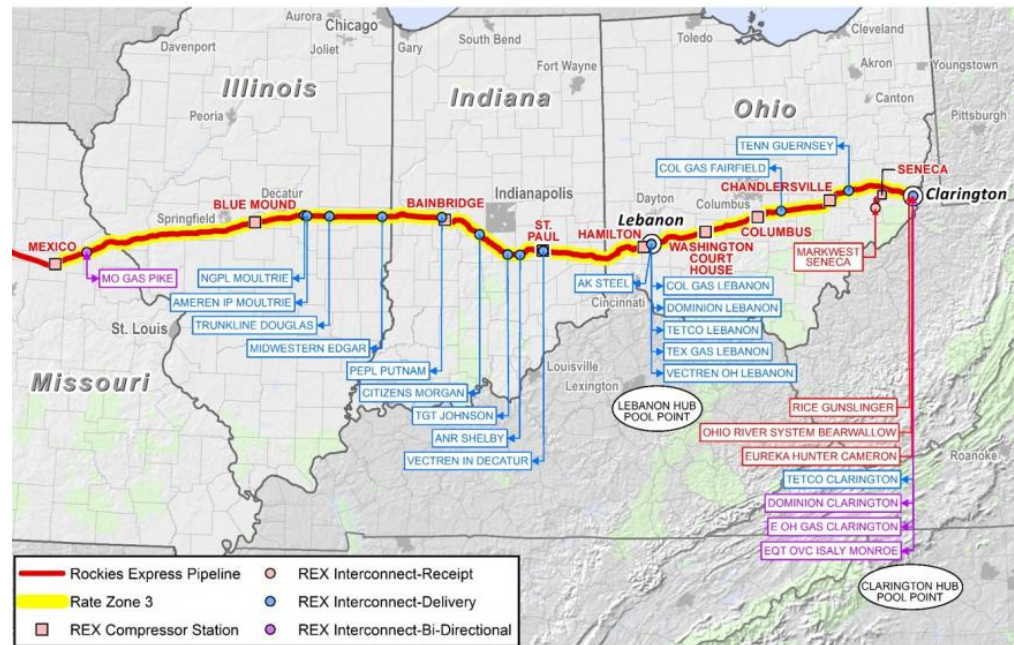 Aurora
Chicago
Davenport
Joliet
Gary
South Bend
Toledo
Cleveland
Akron
Youngstown
Fort Wayne
Canton
Pittsburgh
Illinois
Indiana
Ohio
Peoria
TENN GUERNSEY
COL GAS FAIRFIELD
SENECA
CHANDLERSVILLE
Clarington
Decatur
Springfield
BLUE MOUND
BAINBRIDGE
Indianapolis
Dayton
Columbus
ST.
PAUL
HAMILTON
Lebanon
COLUMBUS
WASHINGTON
COURT
HOUSE
MARKWEST
SENECA
MEXICO
MO GAS PIKE
NGPL MOULTRIE
AMEREN IP MOULTRIE
TRUNKLINE DOUGLAS
MIDWESTERN EDGAR
PEPL PUTNAM
CITIZENS MORGAN
TGT JOHNSON
ANR SHELBY
VECTREN IN DECATUR
AK STEEL
Cincinnati
COL GAS LEBANON
DOMINION LEBANON
TETCO LEBANON
TEX GAS LEBANON
VECTREN OH LEBANON
St. Louis
Missouri
Louisville
Lexington
LEBANON HUB
POOL POINT
RICE GUNSLINGER
OHIO RIVER SYSTEM BEARWALLOW
EUREKA HUNTER CAMERON
Roanoke
TETCO CLARINGTON
DOMINION CLARINGTON
E OH GAS CLARINGTON
EQT OVC ISALY MONROE
CLARINGTON HUB
POOL POINT
Rockies Express Pipeline
Rate Zone 3
REX Compressor Station
REX Interconnect-Receipt
REX Interconnect-Delivery
REX Interconnect-Bi-Directional